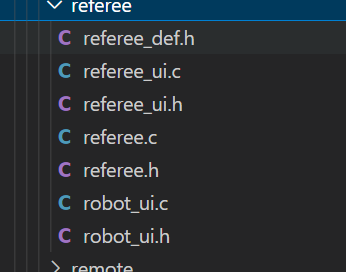 referee
C referee_def.h
C referee_ui.c
C referee_ui.h
C referee.c
C referee.h
C robot_ui.c
C robot_ui.h
remote